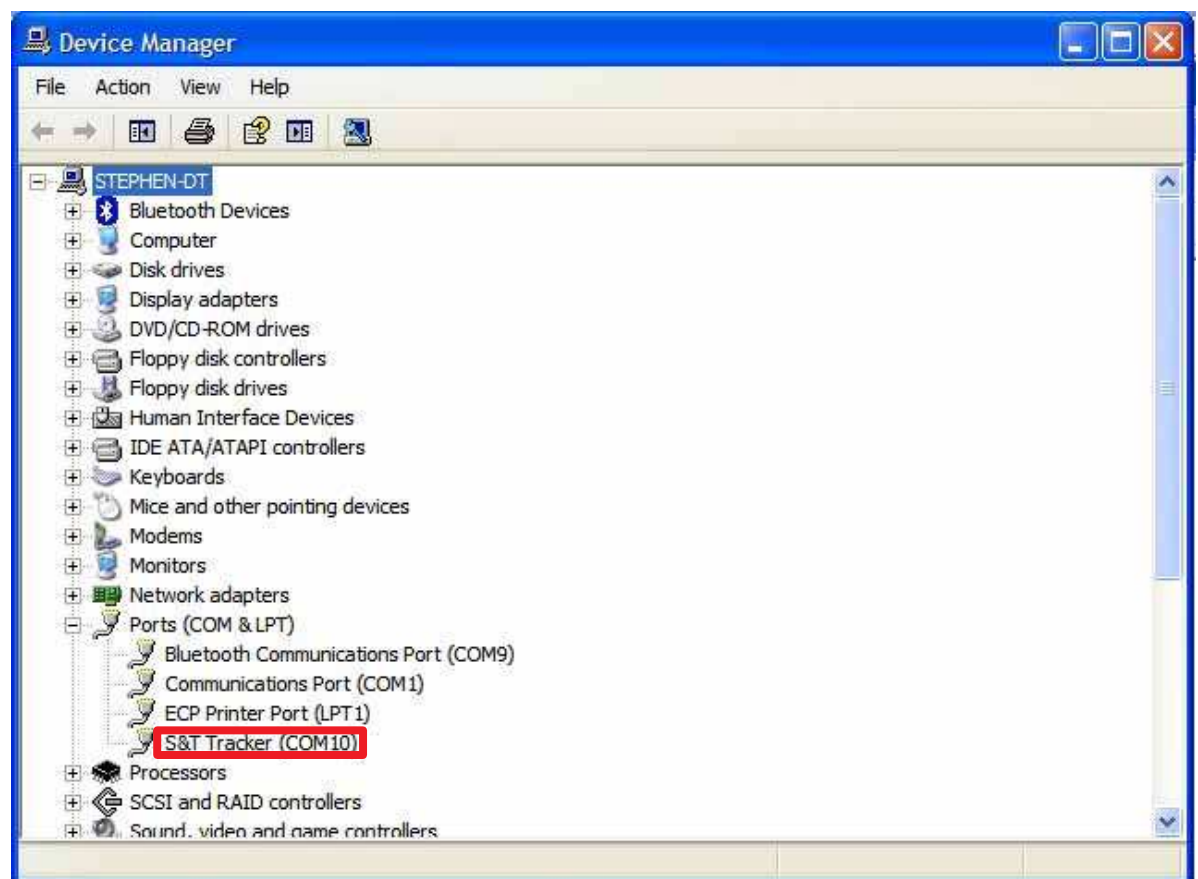 Device Manager
File Action View Help
STEPHEN-DT
Bluetooth Devices
Computer
Disk drives
Display adapters
DVD/CD-ROM drives
Floppy disk controllers
Floppy disk drives
Human Interface Devices
IDE ATA/ATAPI controllers
Keyboards
Mice and other pointing devices
Modems
Monitors
Network adapters
Ports (COM & LPT)
Bluetooth Communications Port (COM9)
Communications Port (COM1)
ECP Printer Port (LPT1)
S&T Tracker (COM10)
Processors
SCSI and RAID controllers
Sound, video and game controllers